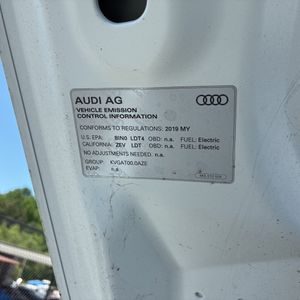 AUDI AG
VEHICLE EMISSION
CONTROL INFORMATION
CONFORMS TO REGULATIONS: 2019 MY
U.S. EPA: BIN0 LDT4 OBD: n.a. FUEL: Electric
CALIFORNIA: ZEV LDT OBD: n.a. FUEL: Electric
NO ADJUSTMENTS NEEDED: n.a.
GROUP: KVGAT00.0AZE
EVAP: n.a.